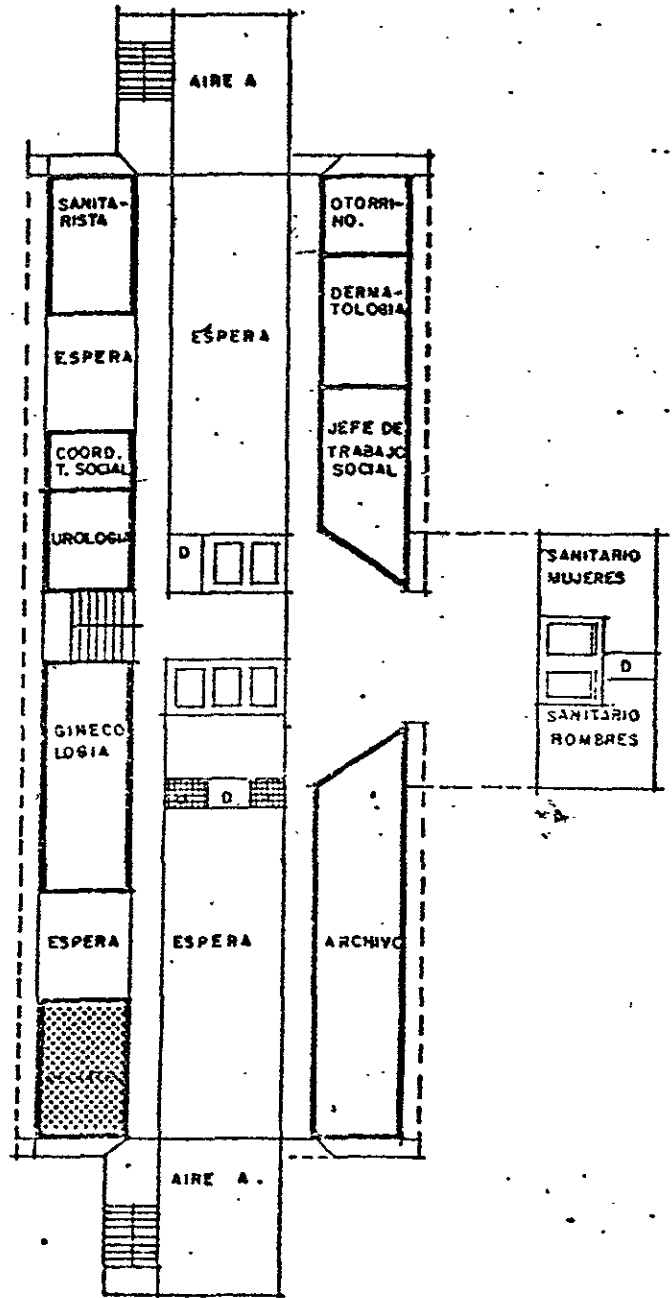 AIRE A
SANITA-
RISTA
OTORRI-
NO.
DERMA-
TOLOGIA
ESPERA
ESPERA
JEFE DE
TRABAJO
SOCIAL
COORD.
T. SOCIAL
UROLOGIA
D
SANITARIO
MUJERES
D
SANITARIO
HOMBRES
GINECO
LOGIA
D
ESPERA
ESPERA
ARCHIVO
AIRE A.